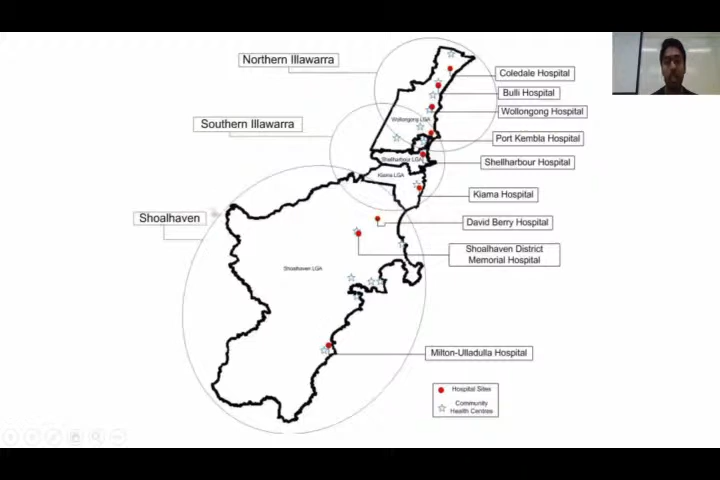 Northern Illawarra
Coledale Hospital
Bulli Hospital
Wollongong Hospital
Wollongong LGA
Southern Illawarra
Port Kembla Hospital
Shellharbour LGA
Shellharbour Hospital
Kiama LGA
Kiama Hospital
Shoalhaven
David Berry Hospital
Shoalhaven District
Memorial Hospital
Shoalhaven LGA
Milton-Ulladulla Hospital
Hospital Sites
Community
Health Centres